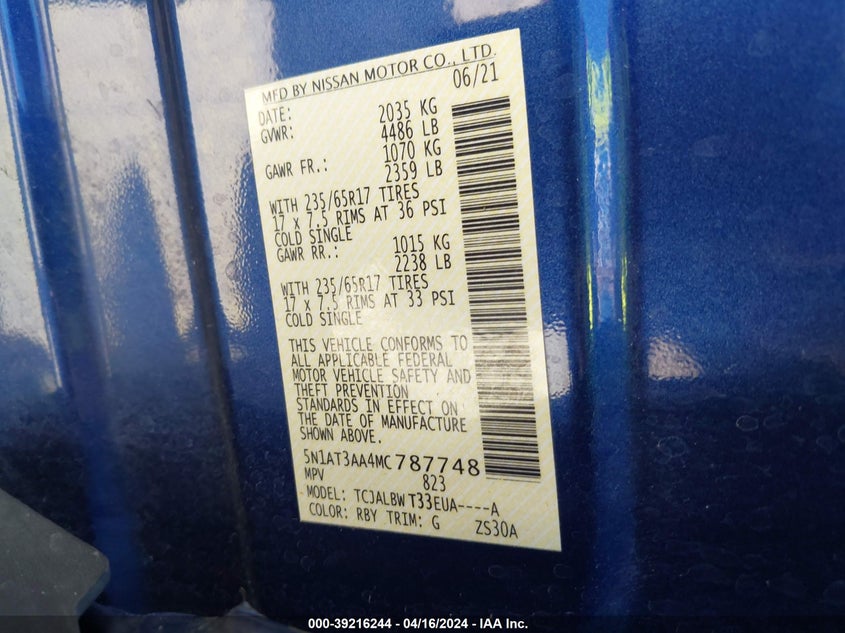 MFD BY NISSAN MOTOR CO., LTD.
DATE: 06/21
GVWR: 2035 KG
4486 LB
GAWR FR.: 1070 KG
2359 LB
WITH 235/65R17 TIRES
17 x 7.5 RIMS AT 36 PSI
COLD SINGLE
GAWR RR.: 1015 KG
2238 LB
WITH 235/65R17 TIRES
17 x 7.5 RIMS AT 33 PSI
COLD SINGLE
THIS VEHICLE CONFORMS TO
ALL APPLICABLE FEDERAL
MOTOR VEHICLE SAFETY AND
THEFT PREVENTION
STANDARDS IN EFFECT ON
THE DATE OF MANUFACTURE
SHOWN ABOVE.
5N1AT3AA4MC787748
MPV 823
MODEL: TCJALBW T33EUA----A
COLOR: RBY TRIM: G ZS30A
000-39216244 - 04/16/2024 - IAA Inc.